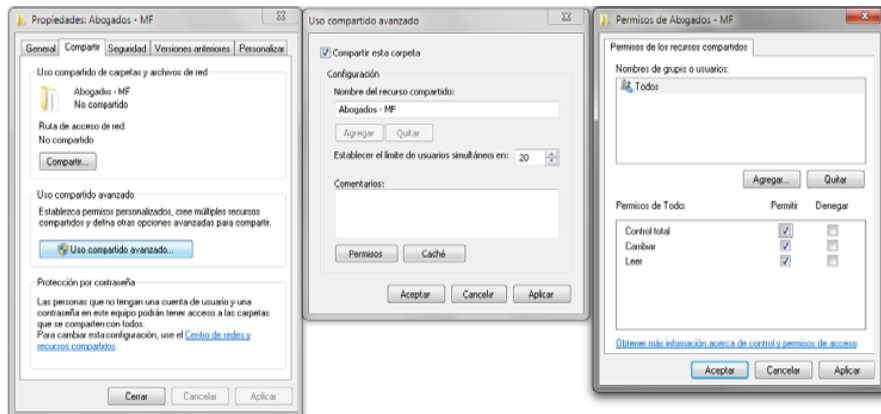 Propiedades: Abogados - MF
General Compartir Seguridad Versiones anteriores Personalizar
Uso compartido de carpetas y archivos de red
Abogados - MF
No compartido
Ruta de acceso de red:
No compartido
Compartir...
Uso compartido avanzado
Establezca permisos personalizados, cree múltiples recursos
compartidos y defina otras opciones avanzadas para compartir.
Uso compartido avanzado...
Protección por contraseña
Las personas que no tengan una cuenta de usuario y una
contraseña en este equipo podrán tener acceso a las carpetas
que se comparten con todos.
Para cambiar esta configuración, use el Centro de redes y
recursos compartidos.
Cerrar Cancelar Aplicar
Uso compartido avanzado
Compartir esta carpeta
Configuración
Nombre del recurso compartido:
Abogados - MF
Agregar Quitar
Establecer el límite de usuarios simultáneos en: 20
Comentarios:
Permisos Caché
Aceptar Cancelar Aplicar
Permisos de Abogados - MF
Permisos de los recursos compartidos
Nombres de grupos o usuarios:
Todos
Agregar... Quitar
Permisos de Todos Permitir Denegar
Control total
Cambiar
Leer
Obtener más información acerca de control y permisos de acceso
Aceptar Cancelar Aplicar